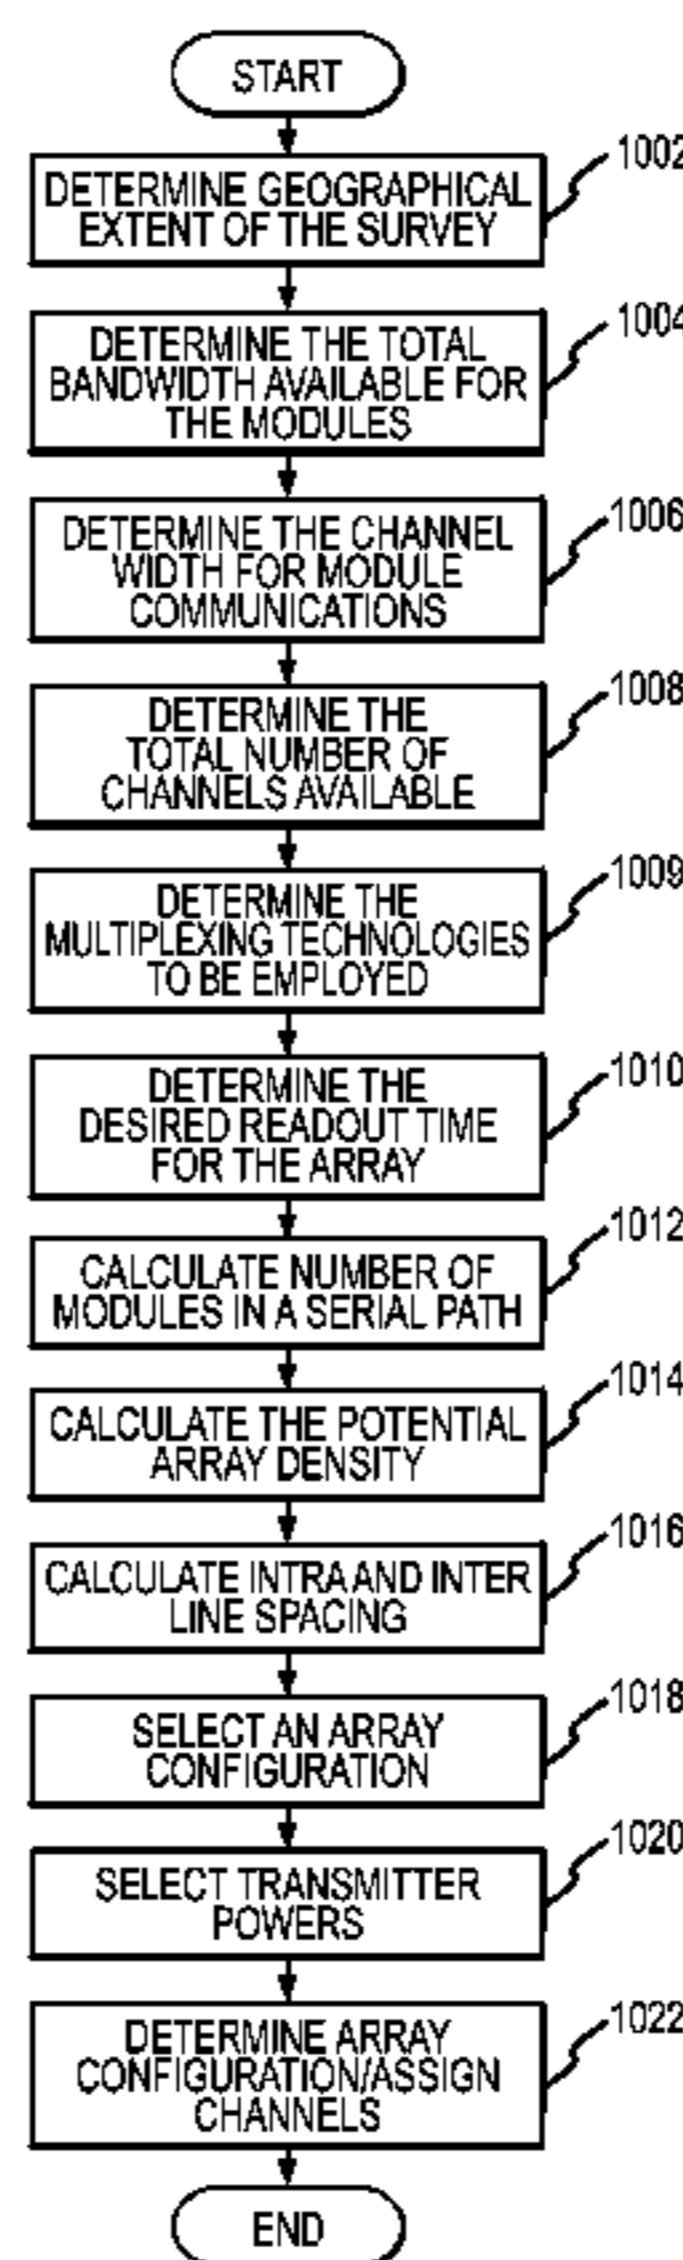 START
1002
DETERMINE GEOGRAPHICAL
EXTENT OF THE SURVEY
1004
DETERMINE THE TOTAL
BANDWIDTH AVAILABLE FOR
THE MODULES
1006
DETERMINE THE CHANNEL
WIDTH FOR MODULE
COMMUNICATIONS
1008
DETERMINE THE
TOTAL NUMBER OF
CHANNELS AVAILABLE
1009
DETERMINE THE
MULTIPLEXING TECHNOLOGIES
TO BE EMPLOYED
1010
DETERMINE THE
DESIRED READOUT TIME
FOR THE ARRAY
1012
CALCULATE NUMBER OF
MODULES IN A SERIAL PATH
1014
CALCULATE THE POTENTIAL
ARRAY DENSITY
1016
CALCULATE INTRA AND INTER
LINE SPACING
1018
SELECT AN ARRAY
CONFIGURATION
1020
SELECT TRANSMITTER
POWERS
1022
DETERMINE ARRAY
CONFIGURATION/ASSIGN
CHANNELS
END